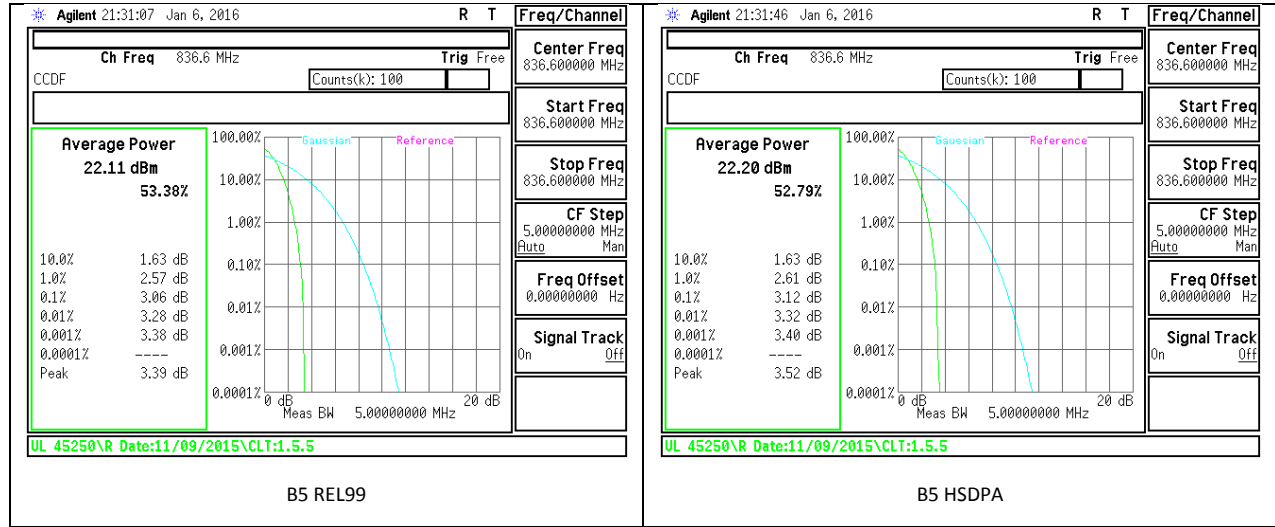 Agilent 21:31:07 Jan 6, 2016 R T
Freq/Channel
Ch Freq 836.6 MHz Trig Free
CCDF Counts(k): 100
Average Power
22.11 dBm
53.38%
10.0% 1.63 dB
1.0% 2.57 dB
0.1% 3.06 dB
0.01% 3.28 dB
0.001% 3.38 dB
0.0001% ----
Peak 3.39 dB
Gaussian Reference
100.00%
10.00%
1.00%
0.10%
0.01%
0.001%
0.0001%
0 dB 20 dB
Meas BW 5.00000000 MHz
Center Freq
836.600000 MHz
Start Freq
836.600000 MHz
Stop Freq
836.600000 MHz
CF Step
5.00000000 MHz
Auto Man
Freq Offset
0.00000000 Hz
Signal Track
On Off
UL 45250\R Date:11/09/2015\CLT:1.5.5
B5 REL99
Agilent 21:31:46 Jan 6, 2016 R T
Freq/Channel
Ch Freq 836.6 MHz Trig Free
CCDF Counts(k): 100
Average Power
22.20 dBm
52.79%
10.0% 1.63 dB
1.0% 2.61 dB
0.1% 3.12 dB
0.01% 3.32 dB
0.001% 3.40 dB
0.0001% ----
Peak 3.52 dB
Gaussian Reference
100.00%
10.00%
1.00%
0.10%
0.01%
0.001%
0.0001%
0 dB 20 dB
Meas BW 5.00000000 MHz
Center Freq
836.600000 MHz
Start Freq
836.600000 MHz
Stop Freq
836.600000 MHz
CF Step
5.00000000 MHz
Auto Man
Freq Offset
0.00000000 Hz
Signal Track
On Off
UL 45250\R Date:11/09/2015\CLT:1.5.5
B5 HSDPA